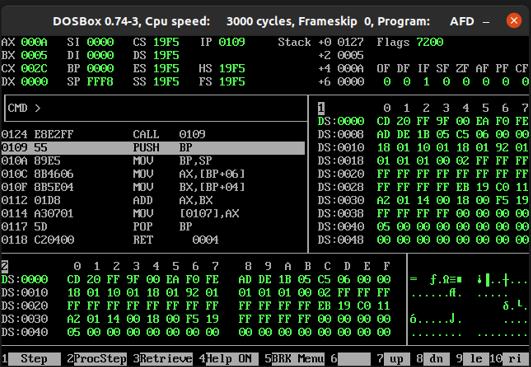 DOSBox 0.74-3, Cpu speed: 3000 cycles, Frameskip 0, Program: AFD
AX 000A SI 0000 CS 19F5 IP 0109 Stack +0 0127 Flags 7200
BX 0005 DI 0000 DS 19F5 +2 0005
CX 002C BP 0000 ES 19F5 HS 19F5 +4 000A OF DF IF SF ZF AF PF CF
DX 0000 SP FFF8 SS 19F5 FS 19F5 +6 0000 0 0 1 0 0 0 0 0
CMD >
0124 E8E2FF CALL 0109
0109 55 PUSH BP
010A 89E5 MOV BP,SP
010C 8B4606 MOV AX,[BP+06]
010F 8B5E04 MOV BX,[BP+04]
0112 01D8 ADD AX,BX
0114 A30701 MOV [0107],AX
0117 5D POP BP
0118 C20400 RET 0004
1 0 1 2 3 4 5 6 7
DS:0000 CD 20 FF 9F 00 EA F0 FE
DS:0008 AD DE 1B 05 C5 06 00 00
DS:0010 18 01 10 01 18 01 92 01
DS:0018 01 01 01 00 02 FF FF FF
DS:0020 FF FF FF FF FF FF FF FF
DS:0028 FF FF FF FF EB 19 C0 11
DS:0030 A2 01 14 00 18 00 F5 19
DS:0038 FF FF FF FF 00 00 00 00
DS:0040 05 00 00 00 00 00 00 00
DS:0048 00 00 00 00 00 00 00 00
2 0 1 2 3 4 5 6 7 8 9 A B C D E F
DS:0000 CD 20 FF 9F 00 EA F0 FE AD DE 1B 05 C5 06 00 00
DS:0010 18 01 10 01 18 01 92 01 01 01 01 00 02 FF FF FF
DS:0020 FF FF FF FF FF FF FF FF FF FF FF FF EB 19 C0 11
DS:0030 A2 01 14 00 18 00 F5 19 FF FF FF FF 00 00 00 00
DS:0040 05 00 00 00 00 00 00 00 00 00 00 00 00 00 00 00
1 Step 2ProcStep 3Retrieve 4Help ON 5BRK Menu 6 7 up 8 dn 9 le 10 ri